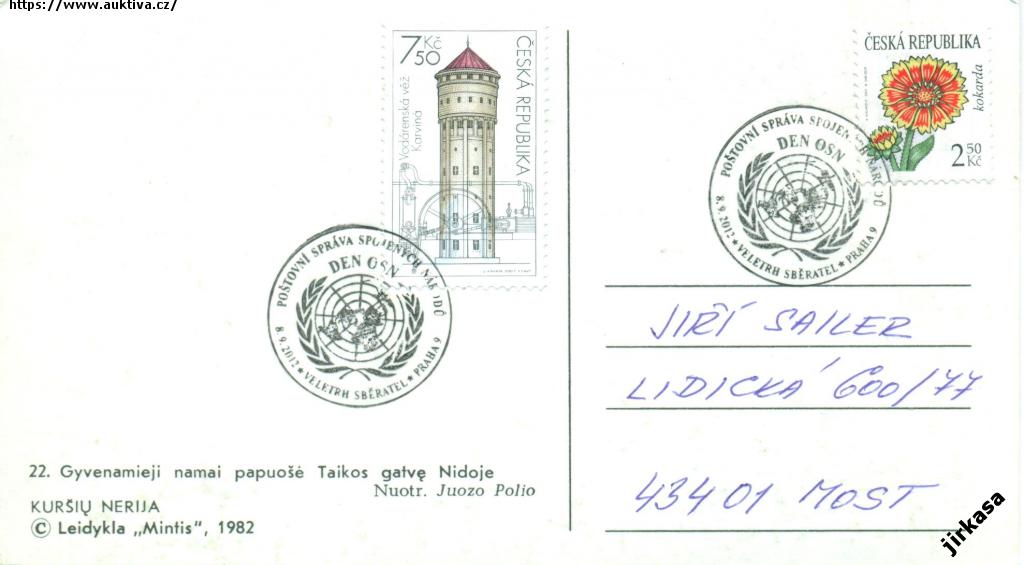 https://www.auktiva.cz/
7 50 Kč
Vodárenská věž
Karviná
ČESKÁ REPUBLIKA
POŠTOVNÍ SPRÁVA SPOJENÝCH NÁRODŮ
DEN OSN
8.9.2012 * VELETRH SBĚRATEL * PRAHA 9
ČESKÁ REPUBLIKA
kokarda
2 50 Kč
POŠTOVNÍ SPRÁVA SPOJENÝCH NÁRODŮ
DEN OSN
8.9.2012 * VELETRH SBĚRATEL * PRAHA 9
JIŘÍ SAILER
LIDICKÁ 600/77
43401 MOST
22. Gyvenamieji namai papuošė Taikos gatvę Nidoje
Nuotr. Juozo Polio
KURŠIŲ NERIJA
© Leidykla „Mintis", 1982
jirkasa